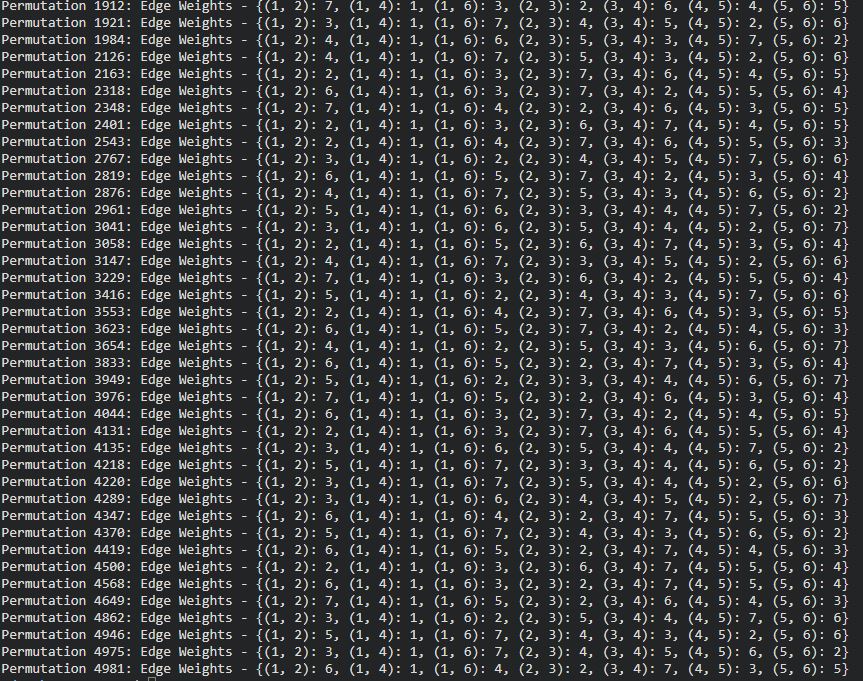 Permutation 1912: Edge Weights - {(1, 2): 7, (1, 4): 1, (1, 6): 3, (2, 3): 2, (3, 4): 6, (4, 5): 4, (5, 6): 5}
Permutation 1921: Edge Weights - {(1, 2): 3, (1, 4): 1, (1, 6): 7, (2, 3): 4, (3, 4): 5, (4, 5): 2, (5, 6): 6}
Permutation 1984: Edge Weights - {(1, 2): 4, (1, 4): 1, (1, 6): 6, (2, 3): 5, (3, 4): 3, (4, 5): 7, (5, 6): 2}
Permutation 2126: Edge Weights - {(1, 2): 4, (1, 4): 1, (1, 6): 7, (2, 3): 5, (3, 4): 3, (4, 5): 2, (5, 6): 6}
Permutation 2163: Edge Weights - {(1, 2): 2, (1, 4): 1, (1, 6): 3, (2, 3): 7, (3, 4): 6, (4, 5): 4, (5, 6): 5}
Permutation 2318: Edge Weights - {(1, 2): 6, (1, 4): 1, (1, 6): 3, (2, 3): 7, (3, 4): 2, (4, 5): 5, (5, 6): 4}
Permutation 2348: Edge Weights - {(1, 2): 7, (1, 4): 1, (1, 6): 4, (2, 3): 2, (3, 4): 6, (4, 5): 3, (5, 6): 5}
Permutation 2401: Edge Weights - {(1, 2): 2, (1, 4): 1, (1, 6): 3, (2, 3): 6, (3, 4): 7, (4, 5): 4, (5, 6): 5}
Permutation 2543: Edge Weights - {(1, 2): 2, (1, 4): 1, (1, 6): 4, (2, 3): 7, (3, 4): 6, (4, 5): 5, (5, 6): 3}
Permutation 2767: Edge Weights - {(1, 2): 3, (1, 4): 1, (1, 6): 2, (2, 3): 4, (3, 4): 5, (4, 5): 7, (5, 6): 6}
Permutation 2819: Edge Weights - {(1, 2): 6, (1, 4): 1, (1, 6): 5, (2, 3): 7, (3, 4): 2, (4, 5): 3, (5, 6): 4}
Permutation 2876: Edge Weights - {(1, 2): 4, (1, 4): 1, (1, 6): 7, (2, 3): 5, (3, 4): 3, (4, 5): 6, (5, 6): 2}
Permutation 2961: Edge Weights - {(1, 2): 5, (1, 4): 1, (1, 6): 6, (2, 3): 3, (3, 4): 4, (4, 5): 7, (5, 6): 2}
Permutation 3041: Edge Weights - {(1, 2): 3, (1, 4): 1, (1, 6): 6, (2, 3): 5, (3, 4): 4, (4, 5): 2, (5, 6): 7}
Permutation 3058: Edge Weights - {(1, 2): 2, (1, 4): 1, (1, 6): 5, (2, 3): 6, (3, 4): 7, (4, 5): 3, (5, 6): 4}
Permutation 3147: Edge Weights - {(1, 2): 4, (1, 4): 1, (1, 6): 7, (2, 3): 3, (3, 4): 5, (4, 5): 2, (5, 6): 6}
Permutation 3229: Edge Weights - {(1, 2): 7, (1, 4): 1, (1, 6): 3, (2, 3): 6, (3, 4): 2, (4, 5): 5, (5, 6): 4}
Permutation 3416: Edge Weights - {(1, 2): 5, (1, 4): 1, (1, 6): 2, (2, 3): 4, (3, 4): 3, (4, 5): 7, (5, 6): 6}
Permutation 3553: Edge Weights - {(1, 2): 2, (1, 4): 1, (1, 6): 4, (2, 3): 7, (3, 4): 6, (4, 5): 3, (5, 6): 5}
Permutation 3623: Edge Weights - {(1, 2): 6, (1, 4): 1, (1, 6): 5, (2, 3): 7, (3, 4): 2, (4, 5): 4, (5, 6): 3}
Permutation 3654: Edge Weights - {(1, 2): 4, (1, 4): 1, (1, 6): 2, (2, 3): 5, (3, 4): 3, (4, 5): 6, (5, 6): 7}
Permutation 3833: Edge Weights - {(1, 2): 6, (1, 4): 1, (1, 6): 5, (2, 3): 2, (3, 4): 7, (4, 5): 3, (5, 6): 4}
Permutation 3949: Edge Weights - {(1, 2): 5, (1, 4): 1, (1, 6): 2, (2, 3): 3, (3, 4): 4, (4, 5): 6, (5, 6): 7}
Permutation 3976: Edge Weights - {(1, 2): 7, (1, 4): 1, (1, 6): 5, (2, 3): 2, (3, 4): 6, (4, 5): 3, (5, 6): 4}
Permutation 4044: Edge Weights - {(1, 2): 6, (1, 4): 1, (1, 6): 3, (2, 3): 7, (3, 4): 2, (4, 5): 4, (5, 6): 5}
Permutation 4131: Edge Weights - {(1, 2): 2, (1, 4): 1, (1, 6): 3, (2, 3): 7, (3, 4): 6, (4, 5): 5, (5, 6): 4}
Permutation 4135: Edge Weights - {(1, 2): 3, (1, 4): 1, (1, 6): 6, (2, 3): 5, (3, 4): 4, (4, 5): 7, (5, 6): 2}
Permutation 4218: Edge Weights - {(1, 2): 5, (1, 4): 1, (1, 6): 7, (2, 3): 3, (3, 4): 4, (4, 5): 6, (5, 6): 2}
Permutation 4220: Edge Weights - {(1, 2): 3, (1, 4): 1, (1, 6): 7, (2, 3): 5, (3, 4): 4, (4, 5): 2, (5, 6): 6}
Permutation 4289: Edge Weights - {(1, 2): 3, (1, 4): 1, (1, 6): 6, (2, 3): 4, (3, 4): 5, (4, 5): 2, (5, 6): 7}
Permutation 4347: Edge Weights - {(1, 2): 6, (1, 4): 1, (1, 6): 4, (2, 3): 2, (3, 4): 7, (4, 5): 5, (5, 6): 3}
Permutation 4370: Edge Weights - {(1, 2): 5, (1, 4): 1, (1, 6): 7, (2, 3): 4, (3, 4): 3, (4, 5): 6, (5, 6): 2}
Permutation 4419: Edge Weights - {(1, 2): 6, (1, 4): 1, (1, 6): 5, (2, 3): 2, (3, 4): 7, (4, 5): 4, (5, 6): 3}
Permutation 4500: Edge Weights - {(1, 2): 2, (1, 4): 1, (1, 6): 3, (2, 3): 6, (3, 4): 7, (4, 5): 5, (5, 6): 4}
Permutation 4568: Edge Weights - {(1, 2): 6, (1, 4): 1, (1, 6): 3, (2, 3): 2, (3, 4): 7, (4, 5): 5, (5, 6): 4}
Permutation 4649: Edge Weights - {(1, 2): 7, (1, 4): 1, (1, 6): 5, (2, 3): 2, (3, 4): 6, (4, 5): 4, (5, 6): 3}
Permutation 4862: Edge Weights - {(1, 2): 3, (1, 4): 1, (1, 6): 2, (2, 3): 5, (3, 4): 4, (4, 5): 7, (5, 6): 6}
Permutation 4946: Edge Weights - {(1, 2): 5, (1, 4): 1, (1, 6): 7, (2, 3): 4, (3, 4): 3, (4, 5): 2, (5, 6): 6}
Permutation 4975: Edge Weights - {(1, 2): 3, (1, 4): 1, (1, 6): 7, (2, 3): 4, (3, 4): 5, (4, 5): 6, (5, 6): 2}
Permutation 4981: Edge Weights - {(1, 2): 6, (1, 4): 1, (1, 6): 4, (2, 3): 2, (3, 4): 7, (4, 5): 3, (5, 6): 5}